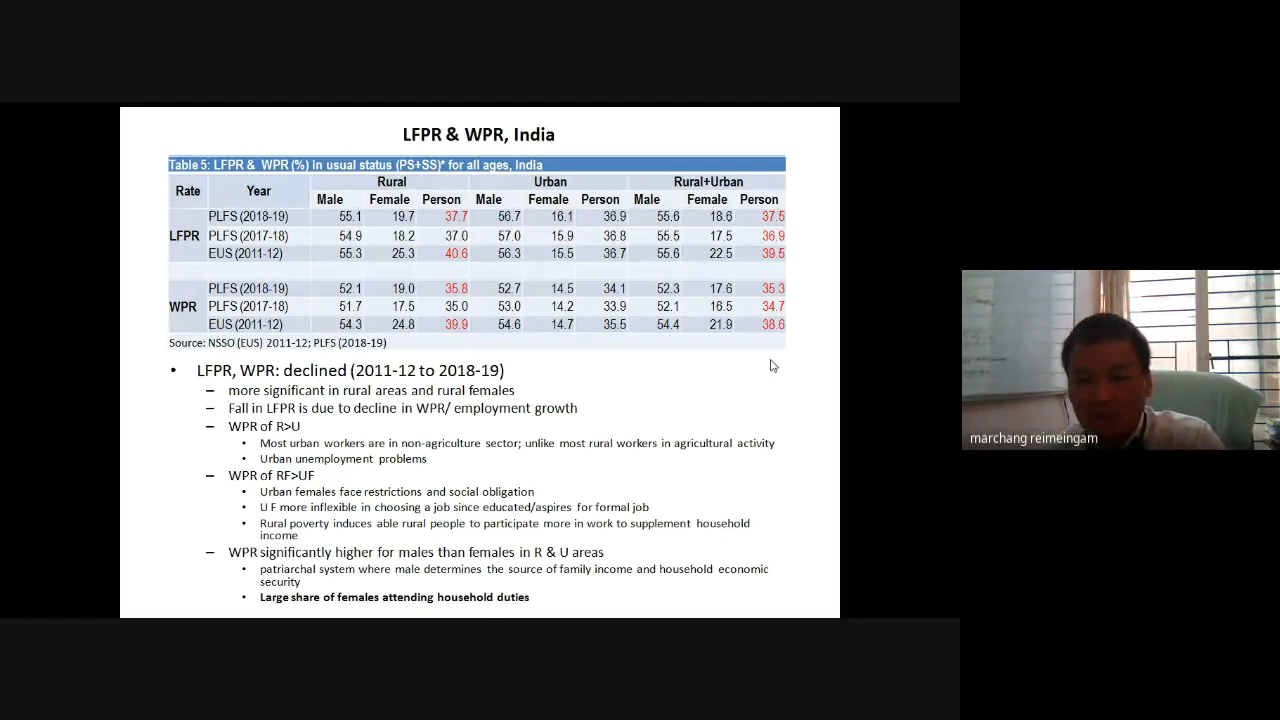 LFPR & WPR, India
Table 5: LFPR & WPR (%) in usual status (PS+SS)* for all ages, India
Rate Year Rural Urban Rural+Urban
Male Female Person Male Female Person Male Female Person
PLFS (2018-19) 55.1 19.7 37.7 56.7 16.1 36.9 55.6 18.6 37.5
LFPR PLFS (2017-18) 54.9 18.2 37.0 57.0 15.9 36.8 55.5 17.5 36.9
EUS (2011-12) 55.3 25.3 40.6 56.3 15.5 36.7 55.6 22.5 39.5
PLFS (2018-19) 52.1 19.0 35.8 52.7 14.5 34.1 52.3 17.6 35.3
WPR PLFS (2017-18) 51.7 17.5 35.0 53.0 14.2 33.9 52.1 16.5 34.7
EUS (2011-12) 54.3 24.8 39.9 54.6 14.7 35.5 54.4 21.9 38.6
Source: NSSO (EUS) 2011-12; PLFS (2018-19)
• LFPR, WPR: declined (2011-12 to 2018-19)
– more significant in rural areas and rural females
– Fall in LFPR is due to decline in WPR/ employment growth
– WPR of R>U
• Most urban workers are in non-agriculture sector; unlike most rural workers in agricultural activity
• Urban unemployment problems
– WPR of RF>UF
• Urban females face restrictions and social obligation
• U F more inflexible in choosing a job since educated/aspires for formal job
• Rural poverty induces able rural people to participate more in work to supplement household
income
– WPR significantly higher for males than females in R & U areas
• patriarchal system where male determines the source of family income and household economic
security
• Large share of females attending household duties
marchang reimeingam